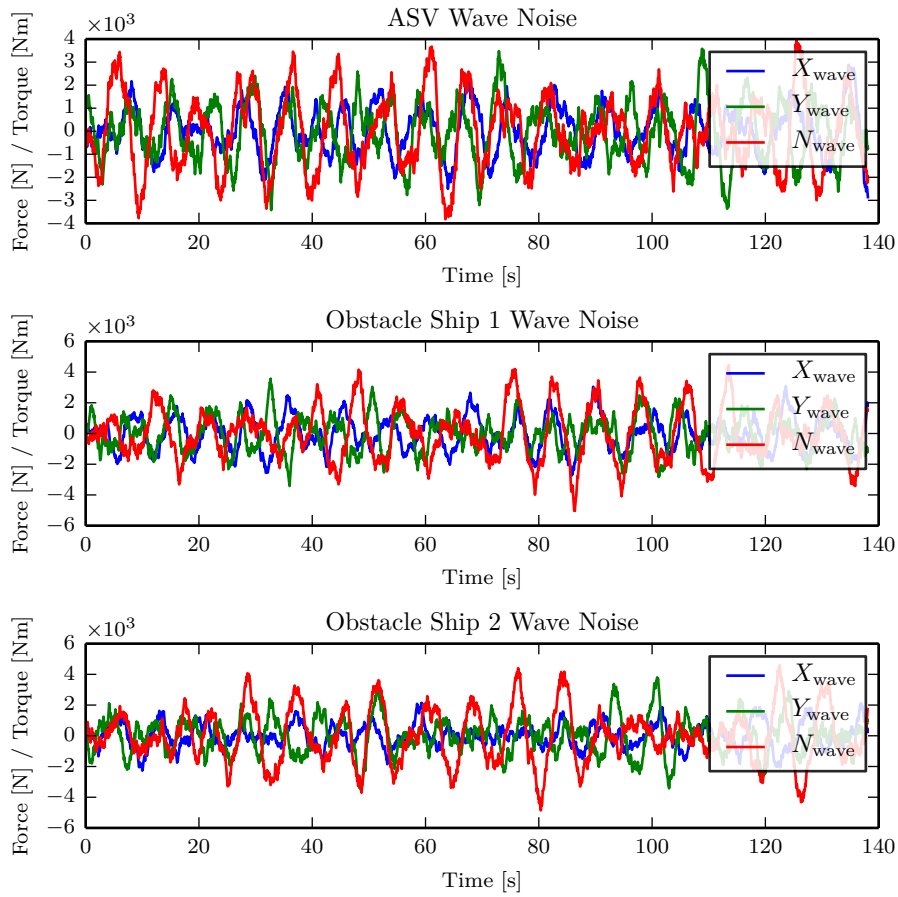 ASV Wave Noise
×10³
Force [N] / Torque [Nm]
4
3
2
1
0
−1
−2
−3
−4
X_wave
Y_wave
N_wave
0 20 40 60 80 100 120 140
Time [s]
Obstacle Ship 1 Wave Noise
×10³
Force [N] / Torque [Nm]
6
4
2
0
−2
−4
−6
X_wave
Y_wave
N_wave
0 20 40 60 80 100 120 140
Time [s]
Obstacle Ship 2 Wave Noise
×10³
Force [N] / Torque [Nm]
6
4
2
0
−2
−4
−6
X_wave
Y_wave
N_wave
0 20 40 60 80 100 120 140
Time [s]